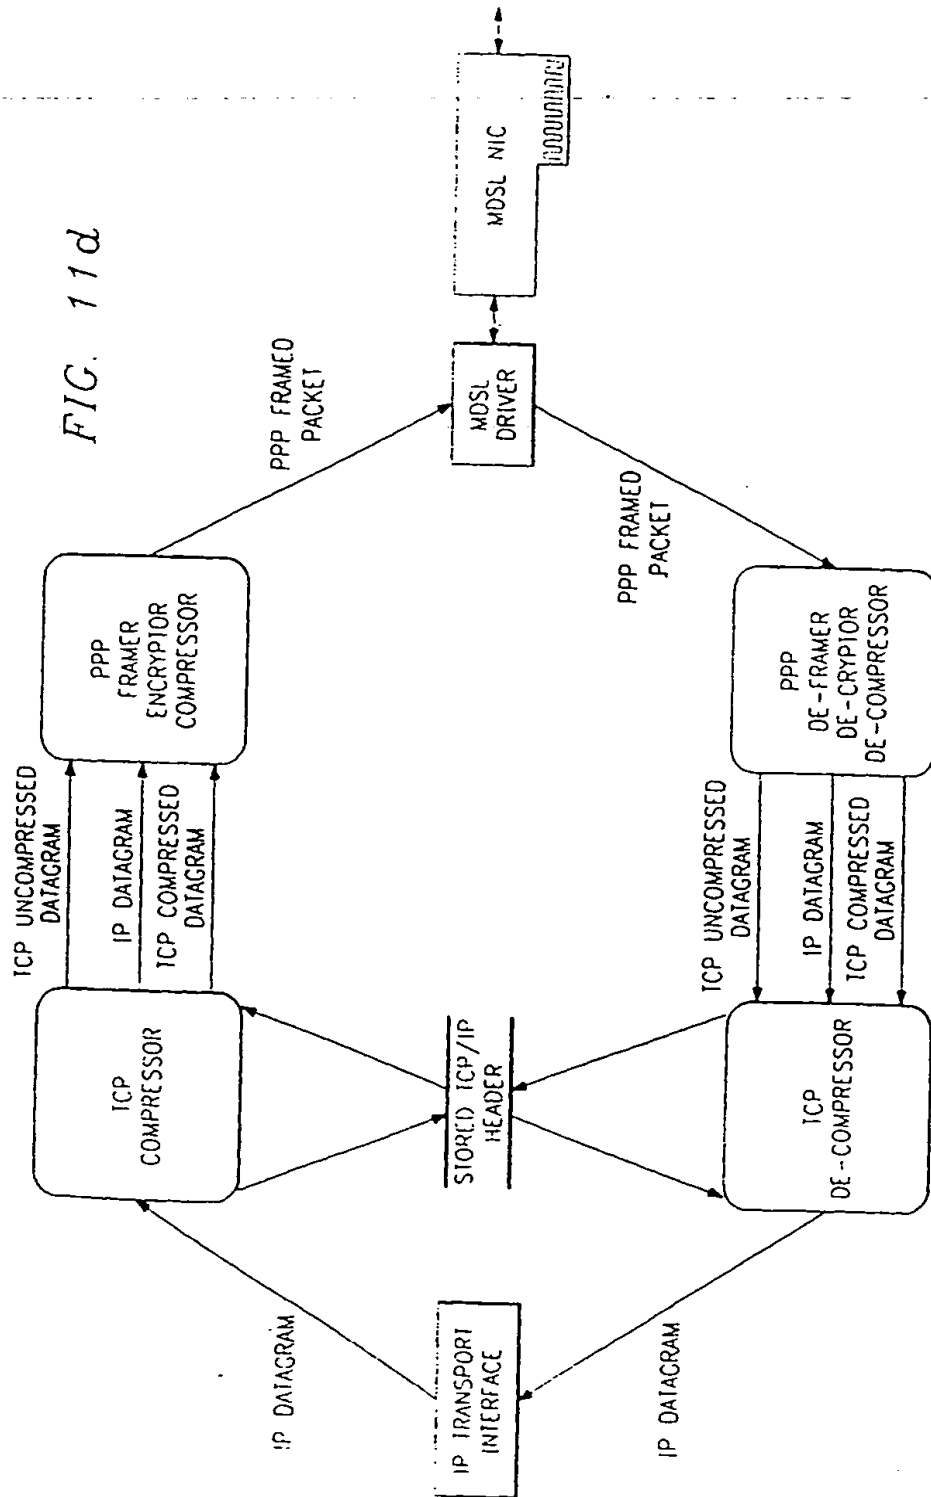 FIG. 11d
TCP UNCOMPRESSED
DATAGRAM
IP DATAGRAM
TCP COMPRESSED
DATAGRAM
TCP
COMPRESSOR
PPP
FRAMER
ENCRYPTOR
COMPRESSOR
IP DATAGRAM
PPP FRAMED
PACKET
IP TRANSPORT
INTERFACE
STORED TCP/IP
HEADER
MDSL
DRIVER
MDSL NIC
IP DATAGRAM
PPP FRAMED
PACKET
TCP UNCOMPRESSED
DATAGRAM
IP DATAGRAM
TCP COMPRESSED
DATAGRAM
TCP
DE-COMPRESSOR
PPP
DE-FRAMER
DE-CRYPTOR
DE-COMPRESSOR